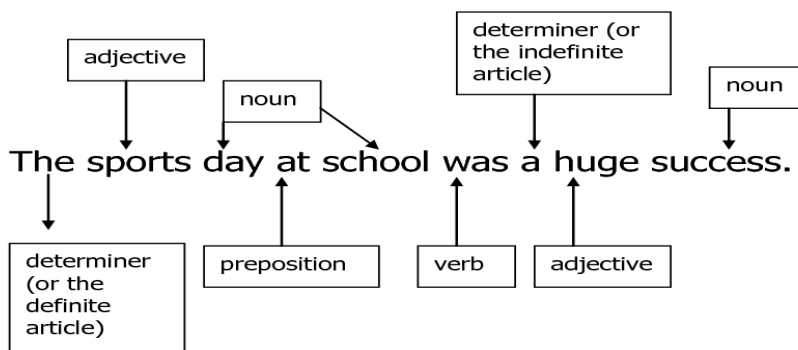 determiner (or
the indefinite
article)
adjective
noun
noun
The sports day at school was a huge success.
determiner
(or the
definite
article)
preposition
verb
adjective